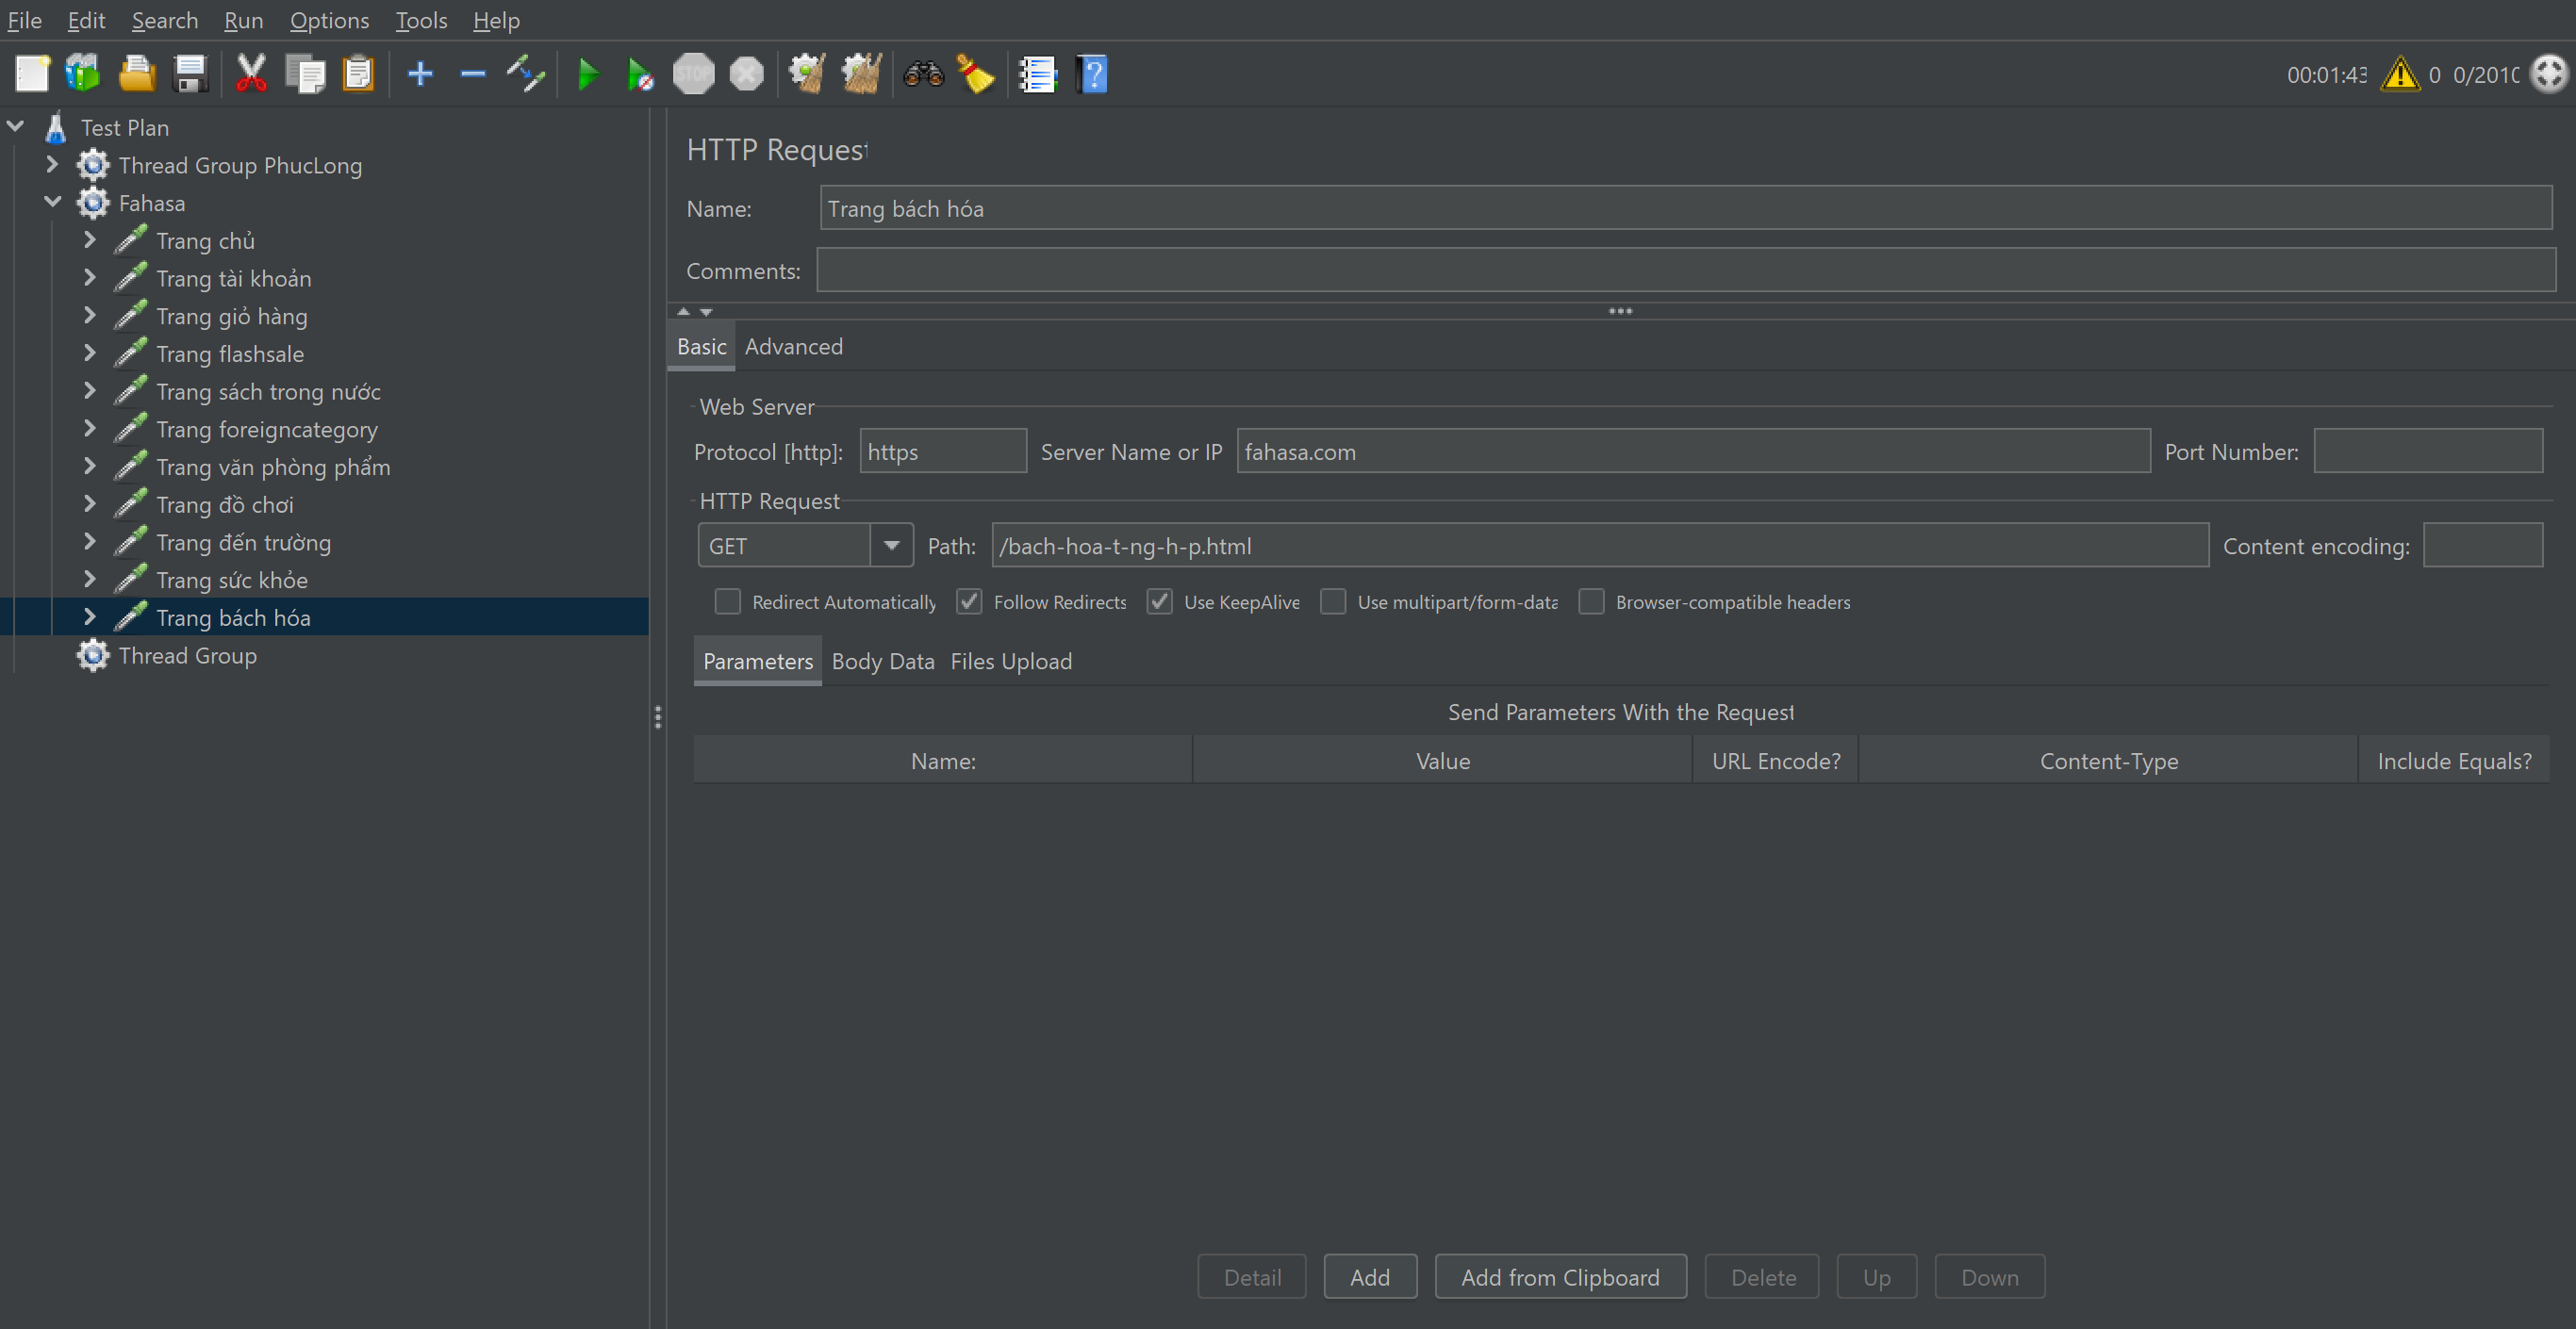 File Edit Search Run Options Tools Help
STOP
00:01:43 0 0/2010
Test Plan
Thread Group PhucLong
Fahasa
Trang chủ
Trang tài khoản
Trang giỏ hàng
Trang flashsale
Trang sách trong nước
Trang foreigncategory
Trang văn phòng phẩm
Trang đồ chơi
Trang đến trường
Trang sức khỏe
Trang bách hóa
Thread Group
HTTP Request
Name: Trang bách hóa
Comments:
Basic Advanced
Web Server
Protocol [http]: https Server Name or IP fahasa.com Port Number:
HTTP Request
GET Path: /bach-hoa-t-ng-h-p.html Content encoding:
Redirect Automatically Follow Redirects Use KeepAlive Use multipart/form-data Browser-compatible headers
Parameters Body Data Files Upload
Send Parameters With the Request
Name: Value URL Encode? Content-Type Include Equals?
Detail Add Add from Clipboard Delete Up Down